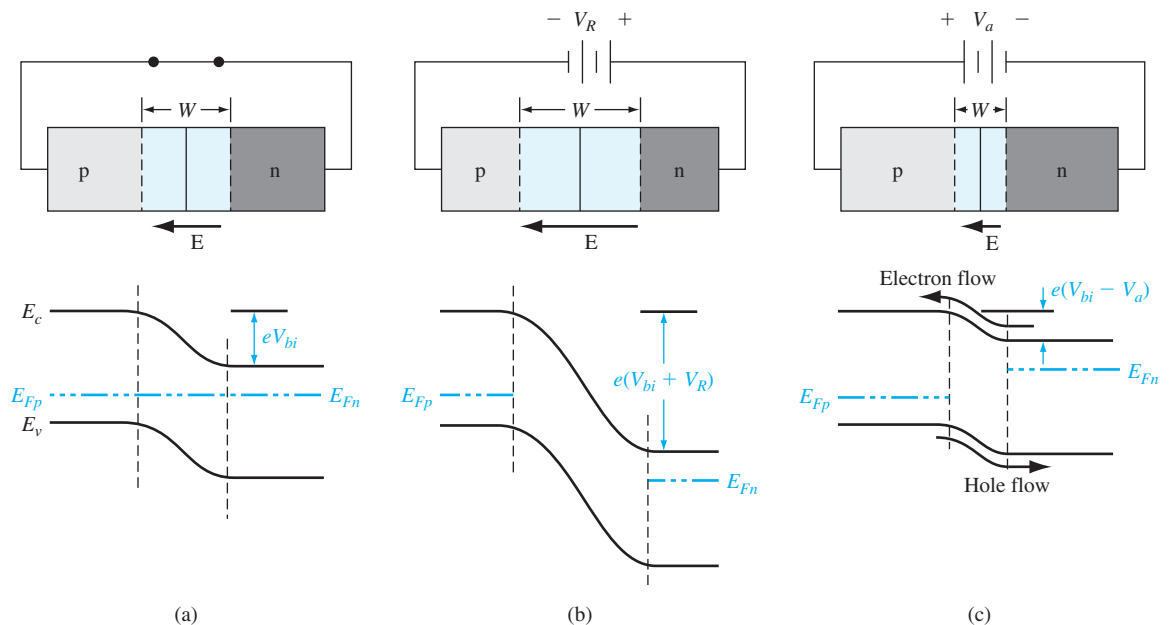 − V_R +
+ V_a −
W
W
W
p
n
p
n
p
n
E
E
E
Electron flow
e(V_bi − V_a)
E_c
eV_bi
e(V_bi + V_R)
E_Fp
E_Fn
E_Fp
E_Fn
E_Fp
E_Fn
E_v
Hole flow
(a)
(b)
(c)